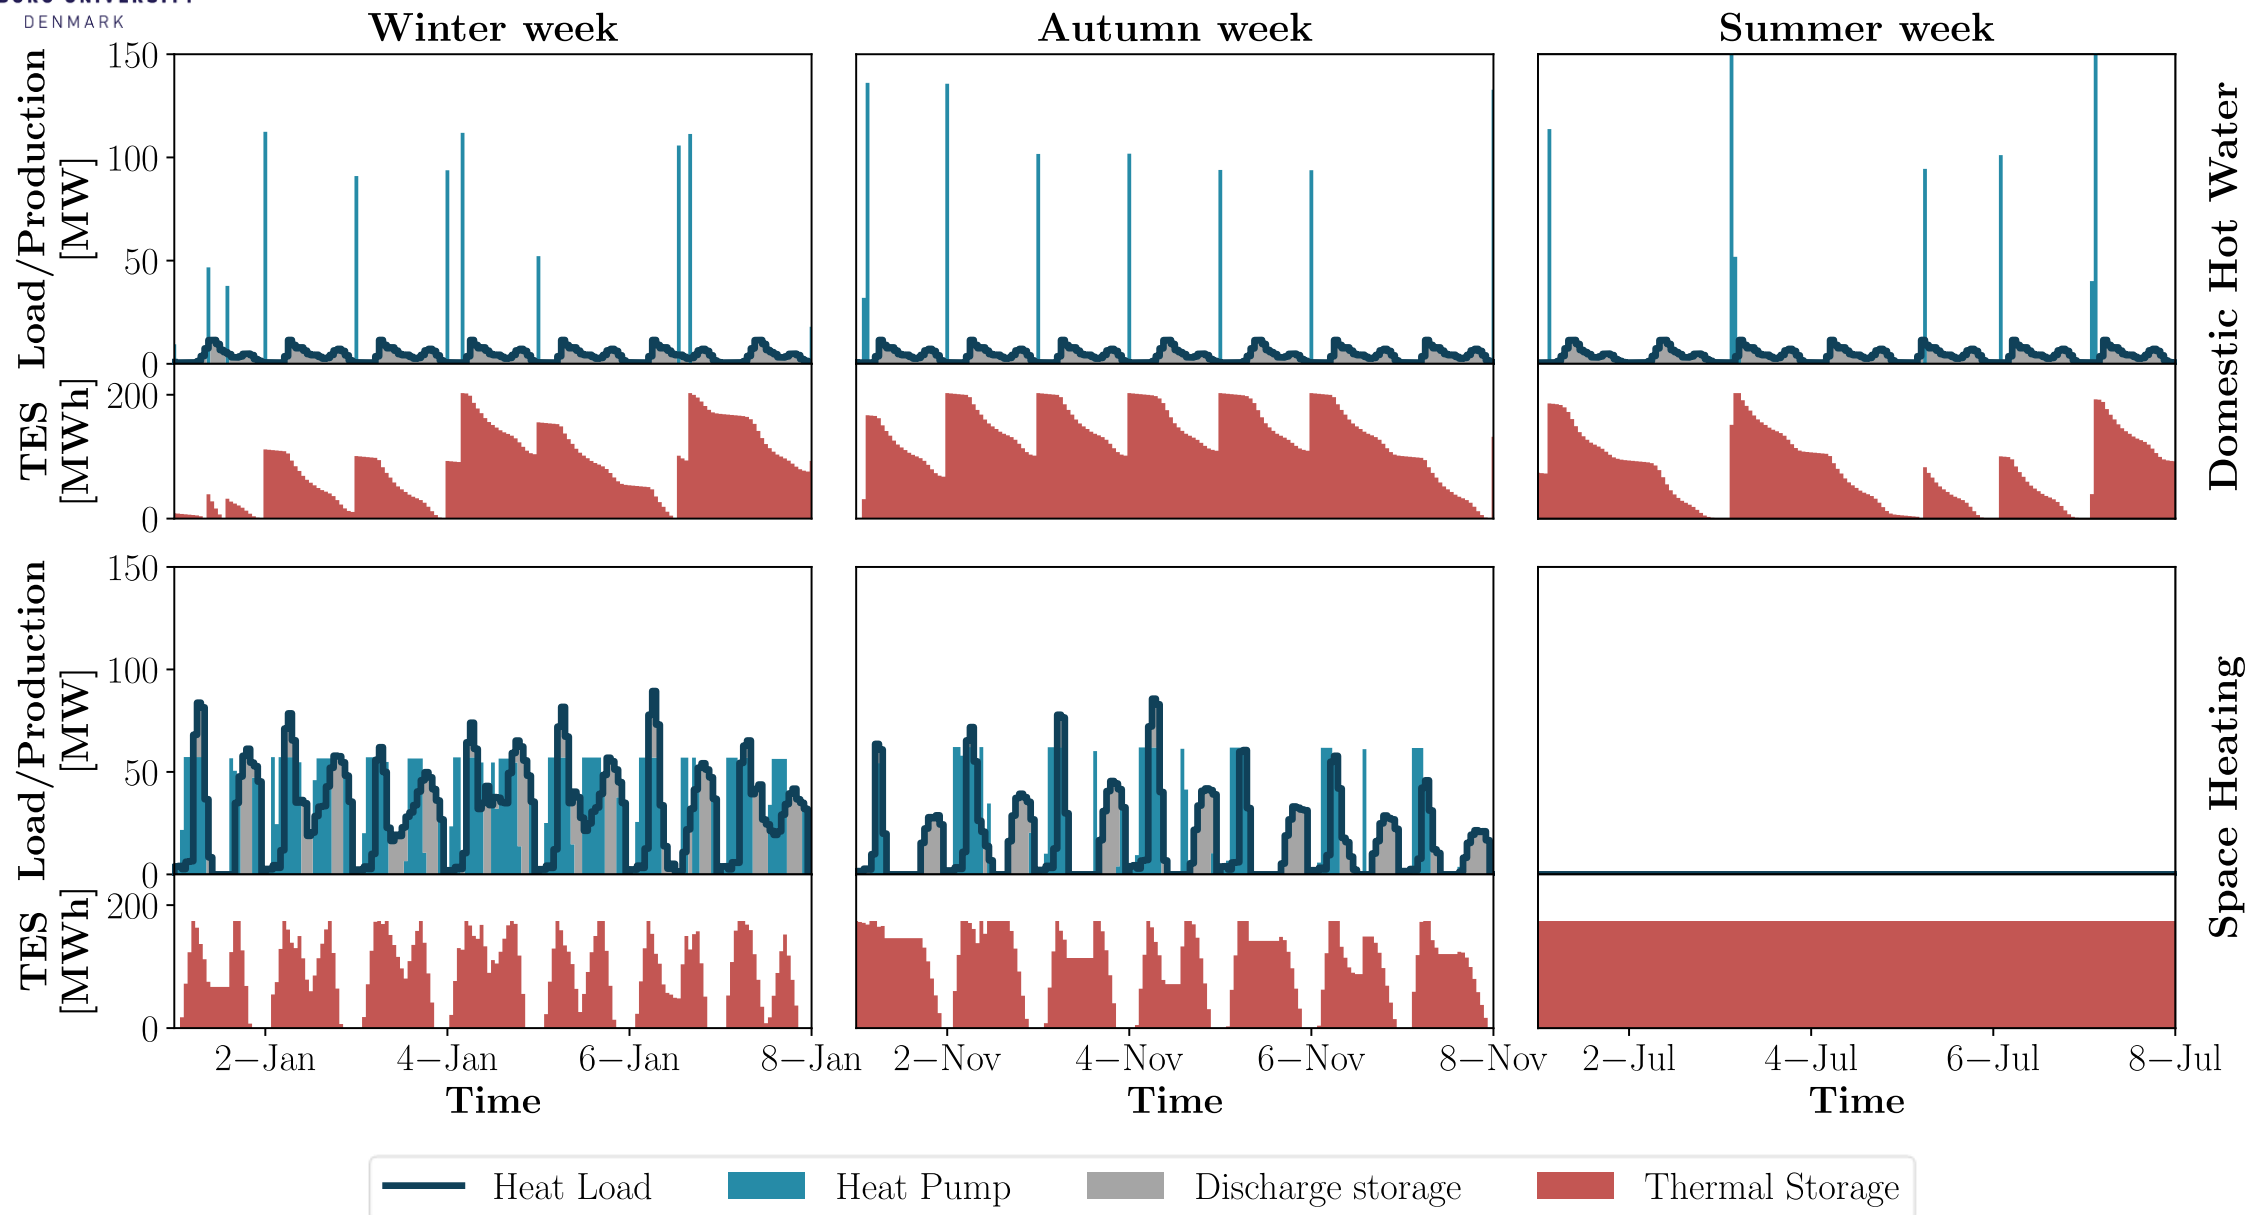 DENMARK
Winter week
Autumn week
Summer week
Load/Production
[MW]
150
100
50
0
TES
[MWh]
200
0
Domestic Hot Water
Load/Production
[MW]
150
100
50
0
TES
[MWh]
200
0
Space Heating
2–Jan 4–Jan 6–Jan 8–Jan
2–Nov 4–Nov 6–Nov 8–Nov
2–Jul 4–Jul 6–Jul 8–Jul
Time
Time
Time
Heat Load
Heat Pump
Discharge storage
Thermal Storage